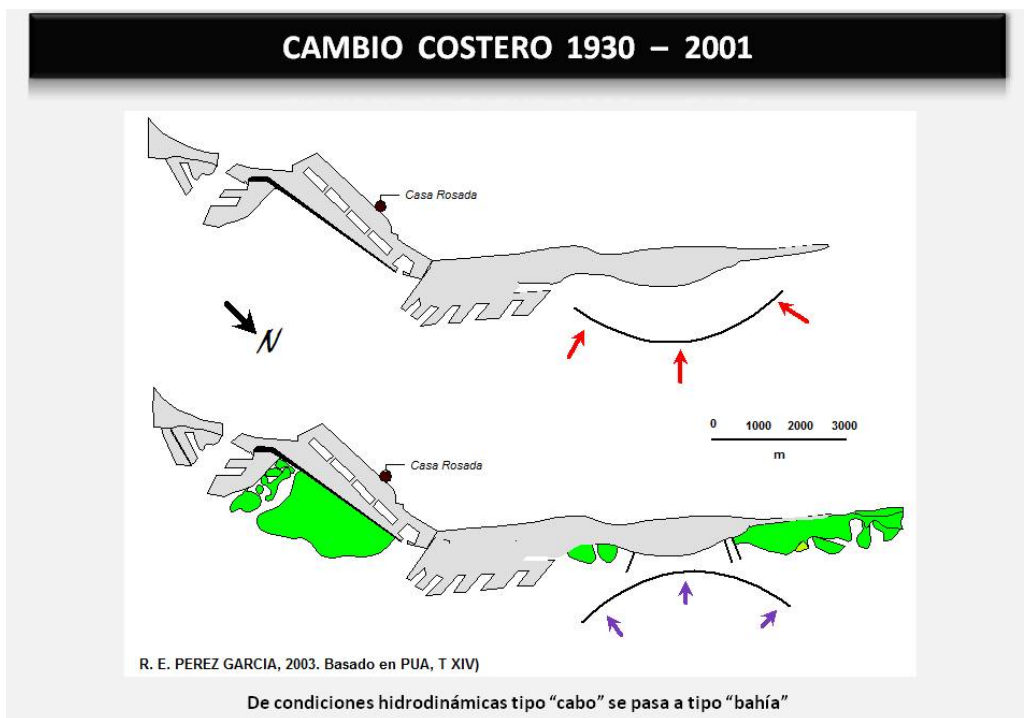 CAMBIO COSTERO 1930 – 2001
Casa Rosada
N
0 1000 2000 3000
m
Casa Rosada
R. E. PEREZ GARCIA, 2003. Basado en PUA, T XIV)
De condiciones hidrodinámicas tipo “cabo” se pasa a tipo “bahía”